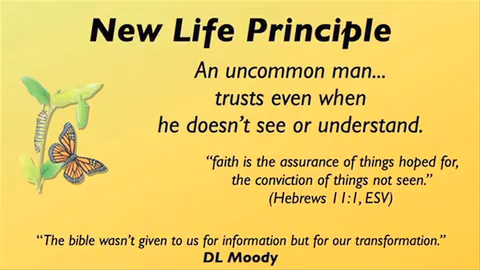 New Life Principle
An uncommon man...
trusts even when
he doesn't see or understand.
“faith is the assurance of things hoped for,
the conviction of things not seen.”
(Hebrews 11:1, ESV)
“The bible wasn't given to us for information but for our transformation.”
DL Moody